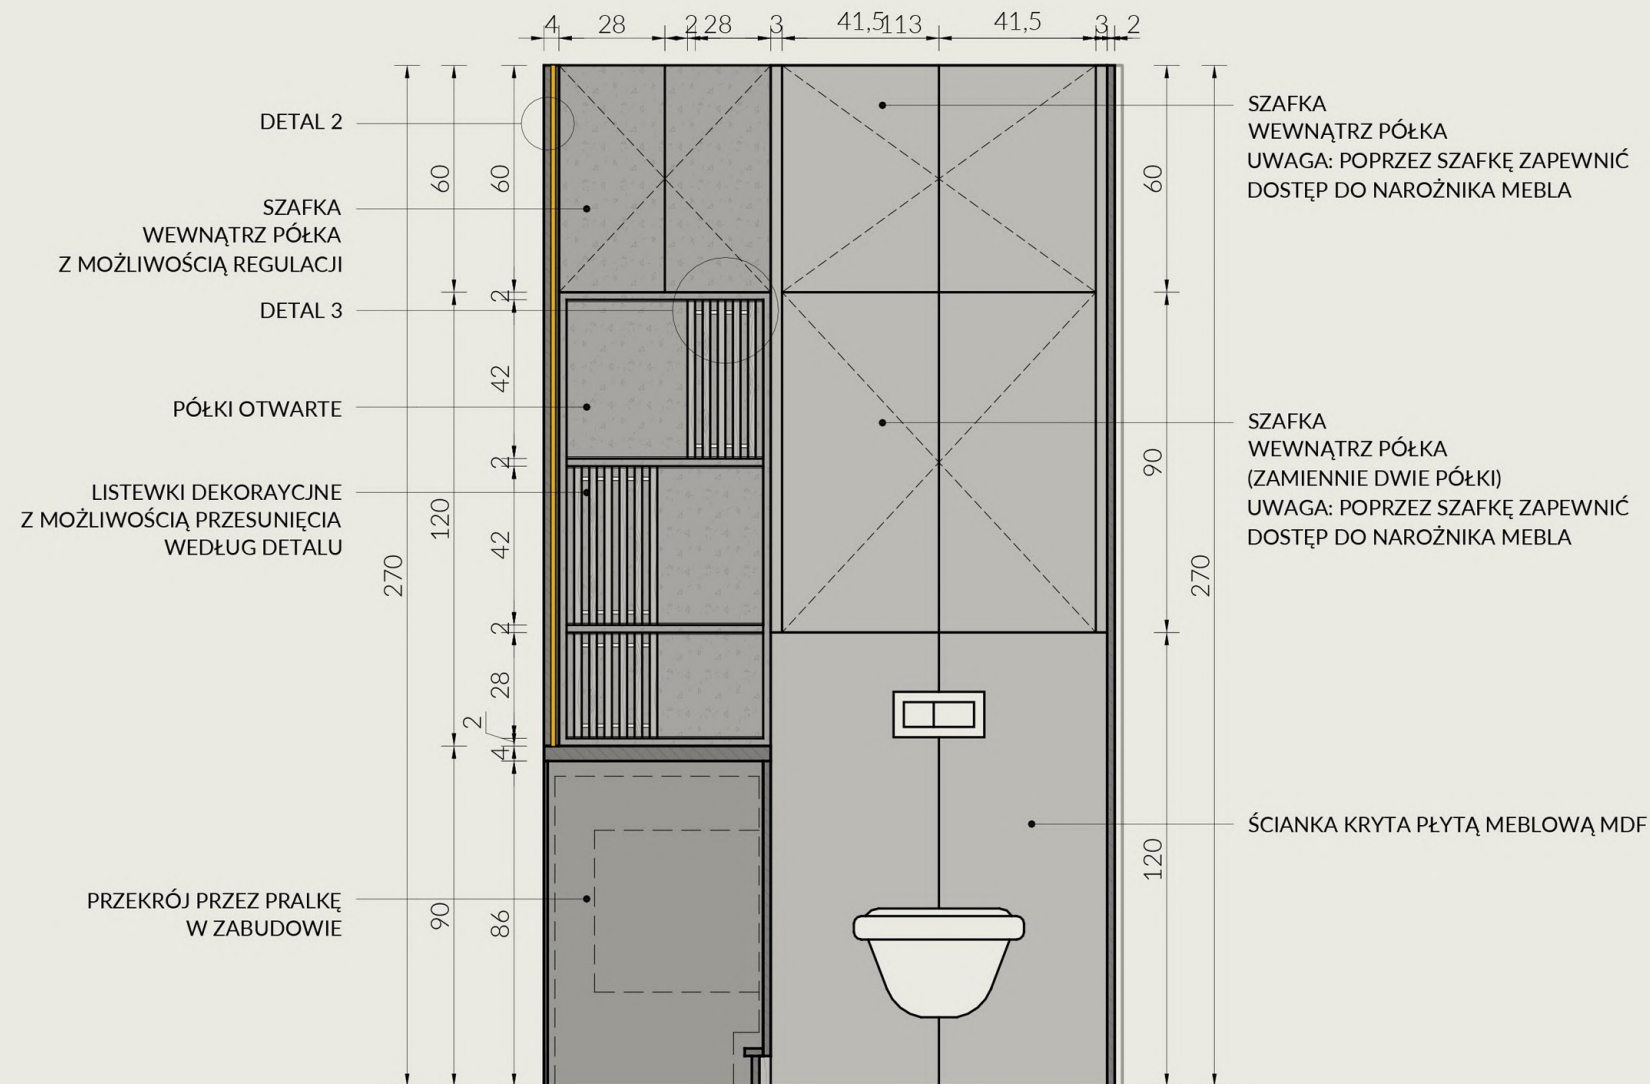 4 28 2 28 3 41,5 113 41,5 3 2
DETAL 2
60
60
SZAFKA
WEWNĄTRZ PÓŁKA
Z MOŻLIWOŚCIĄ REGULACJI
2
DETAL 3
42
PÓŁKI OTWARTE
2
LISTEWKI DEKORAYCJNE
Z MOŻLIWOŚCIĄ PRZESUNIĘCIA
WEDŁUG DETALU
120
42
270
2
28
2
4
PRZEKRÓJ PRZEZ PRALKĘ
W ZABUDOWIE
90
86
SZAFKA
WEWNĄTRZ PÓŁKA
UWAGA: POPRZEZ SZAFKĘ ZAPEWNIĆ
DOSTĘP DO NAROŻNIKA MEBLA
60
SZAFKA
WEWNĄTRZ PÓŁKA
(ZAMIENNIE DWIE PÓŁKI)
UWAGA: POPRZEZ SZAFKĘ ZAPEWNIĆ
DOSTĘP DO NAROŻNIKA MEBLA
90
270
ŚCIANKA KRYTA PŁYTĄ MEBLOWĄ MDF
120